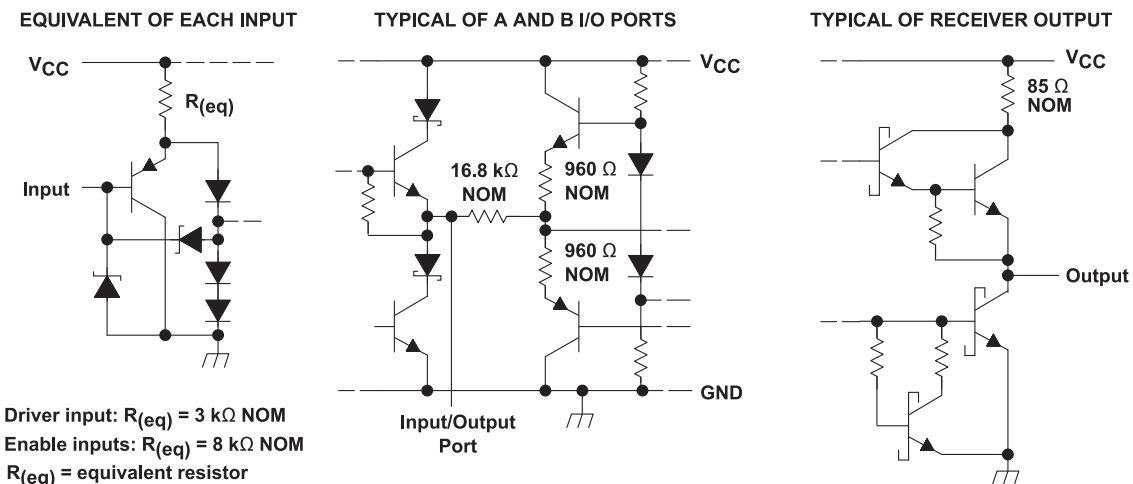 EQUIVALENT OF EACH INPUT
VCC
R(eq)
Input
Driver input: R(eq) = 3 kΩ NOM
Enable inputs: R(eq) = 8 kΩ NOM
R(eq) = equivalent resistor
TYPICAL OF A AND B I/O PORTS
VCC
16.8 kΩ
NOM
960 Ω
NOM
960 Ω
NOM
GND
Input/Output
Port
TYPICAL OF RECEIVER OUTPUT
VCC
85 Ω
NOM
Output